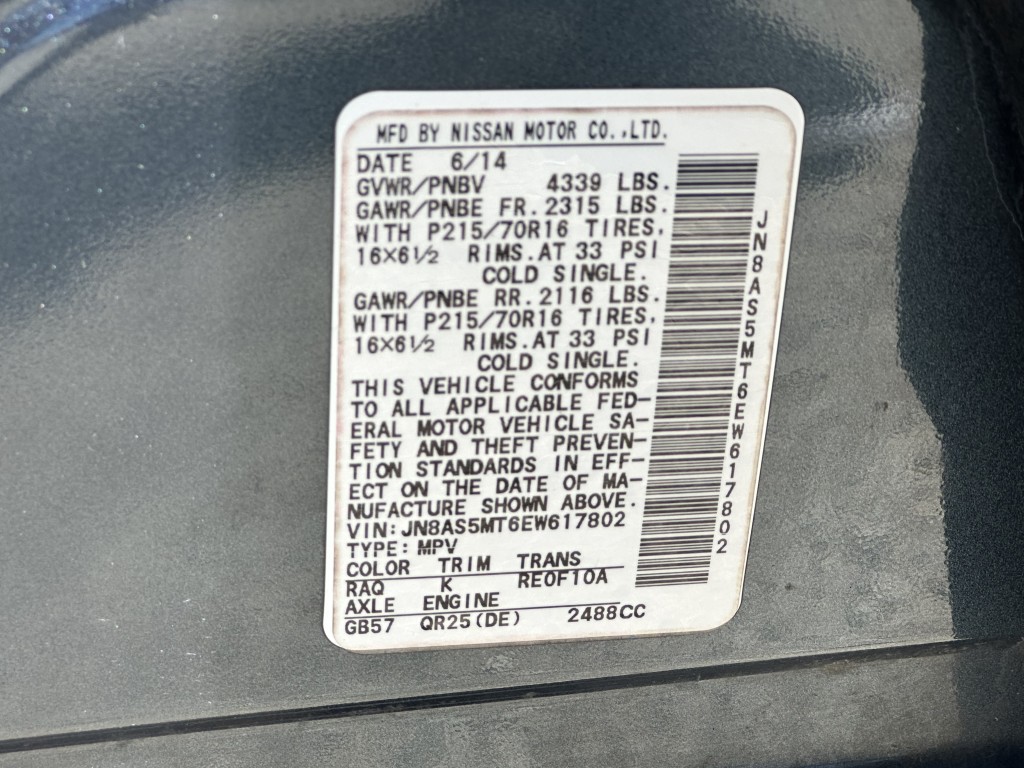 MFD BY NISSAN MOTOR CO.,LTD.
DATE 6/14
GVWR/PNBV 4339 LBS.
GAWR/PNBE FR.2315 LBS.
WITH P215/70R16 TIRES.
16×6½ RIMS.AT 33 PSI
COLD SINGLE.
GAWR/PNBE RR.2116 LBS.
WITH P215/70R16 TIRES.
16×6½ RIMS.AT 33 PSI
COLD SINGLE.
THIS VEHICLE CONFORMS
TO ALL APPLICABLE FED-
ERAL MOTOR VEHICLE SA-
FETY AND THEFT PREVEN-
TION STANDARDS IN EFF-
ECT ON THE DATE OF MA-
NUFACTURE SHOWN ABOVE.
VIN:JN8AS5MT6EW617802
TYPE:MPV
COLOR TRIM TRANS
RAQ K RE0F10A
AXLE ENGINE
GB57 QR25(DE) 2488CC
JN8AS5MT6EW617802